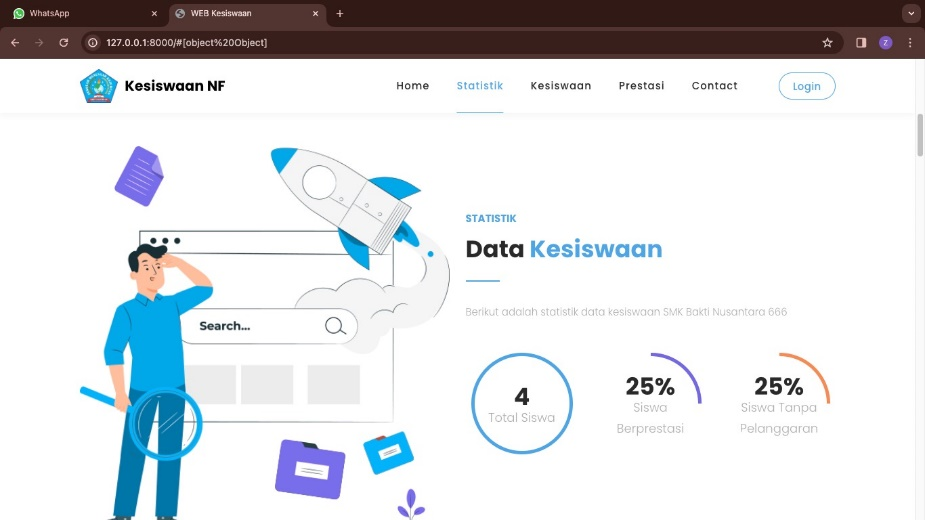 WhatsApp
WEB Kesiswaan
127.0.0.1:8000/#[object%20Object]
Z
Kesiswaan NF
Home
Statistik
Kesiswaan
Prestasi
Contact
Login
STATISTIK
Data Kesiswaan
Berikut adalah statistik data kesiswaan SMK Bakti Nusantara 666
Search...
4
Total Siswa
25%
Siswa
Berprestasi
25%
Siswa Tanpa
Pelanggaran